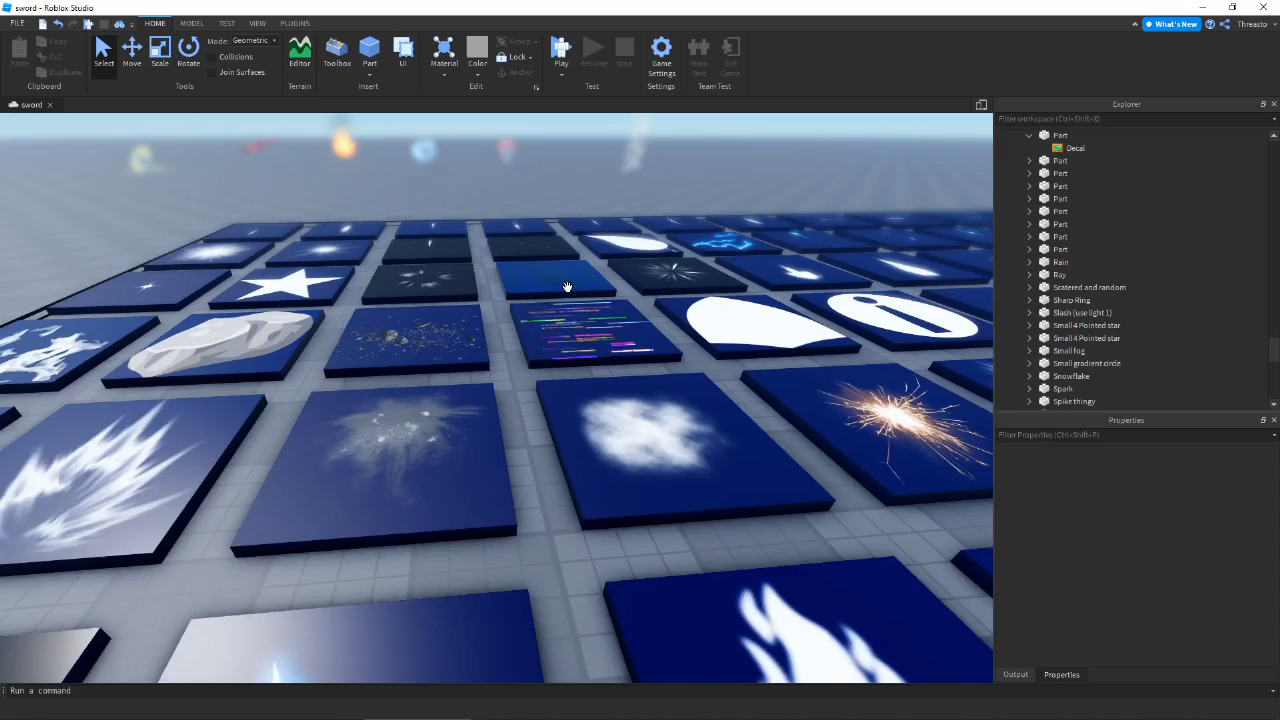 sword - Roblox Studio
FILE HOME MODEL TEST VIEW PLUGINS What's New Threasto
Paste Copy Cut Duplicate Clipboard
Select Move Scale Rotate Mode: Geometric Collisions Join Surfaces Tools
Editor Terrain
Toolbox Part UI Insert
Material Color Group Lock Anchor Edit
Play Resume Stop Test
Game Settings Settings
Team Test Exit Game Team Test
sword
Explorer
Filter workspace (Ctrl+Shift+X)
Part
Decal
Part
Part
Part
Part
Part
Part
Part
Part
Rain
Ray
Scatered and random
Sharp Ring
Slash (use light 1)
Small 4 Pointed star
Small 4 Pointed star
Small fog
Small gradient circle
Snowflake
Spark
Spike thingy
Properties
Filter Properties (Ctrl+Shift+P)
Output Properties
Run a command